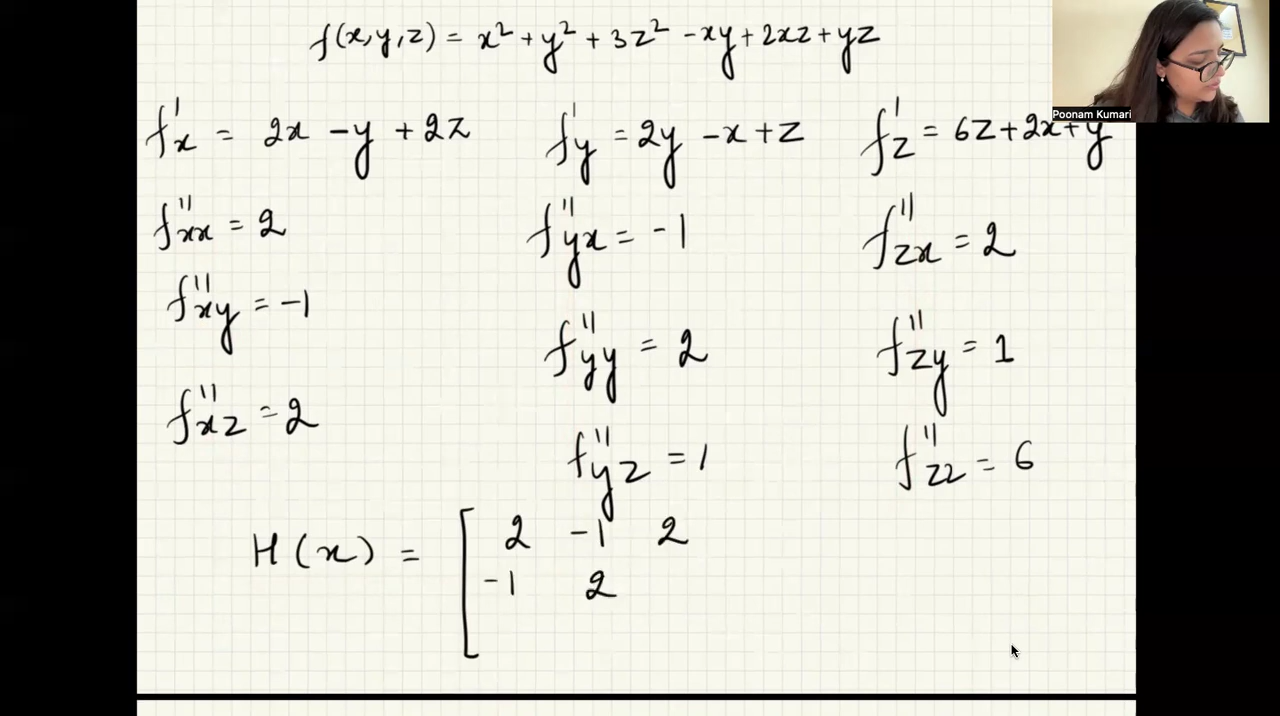 f(x,y,z) = x² + y² + 3z² - xy + 2xz + yz
Poonam Kumari
f'x = 2x - y + 2z f'y = 2y - x + z f'z = 6z + 2x + y
f''xx = 2 f''yx = -1 f''zx = 2
f''xy = -1 f''yy = 2 f''zy = 1
f''xz = 2 f''yz = 1 f''zz = 6
H(x) = [ 2 -1 2
-1 2